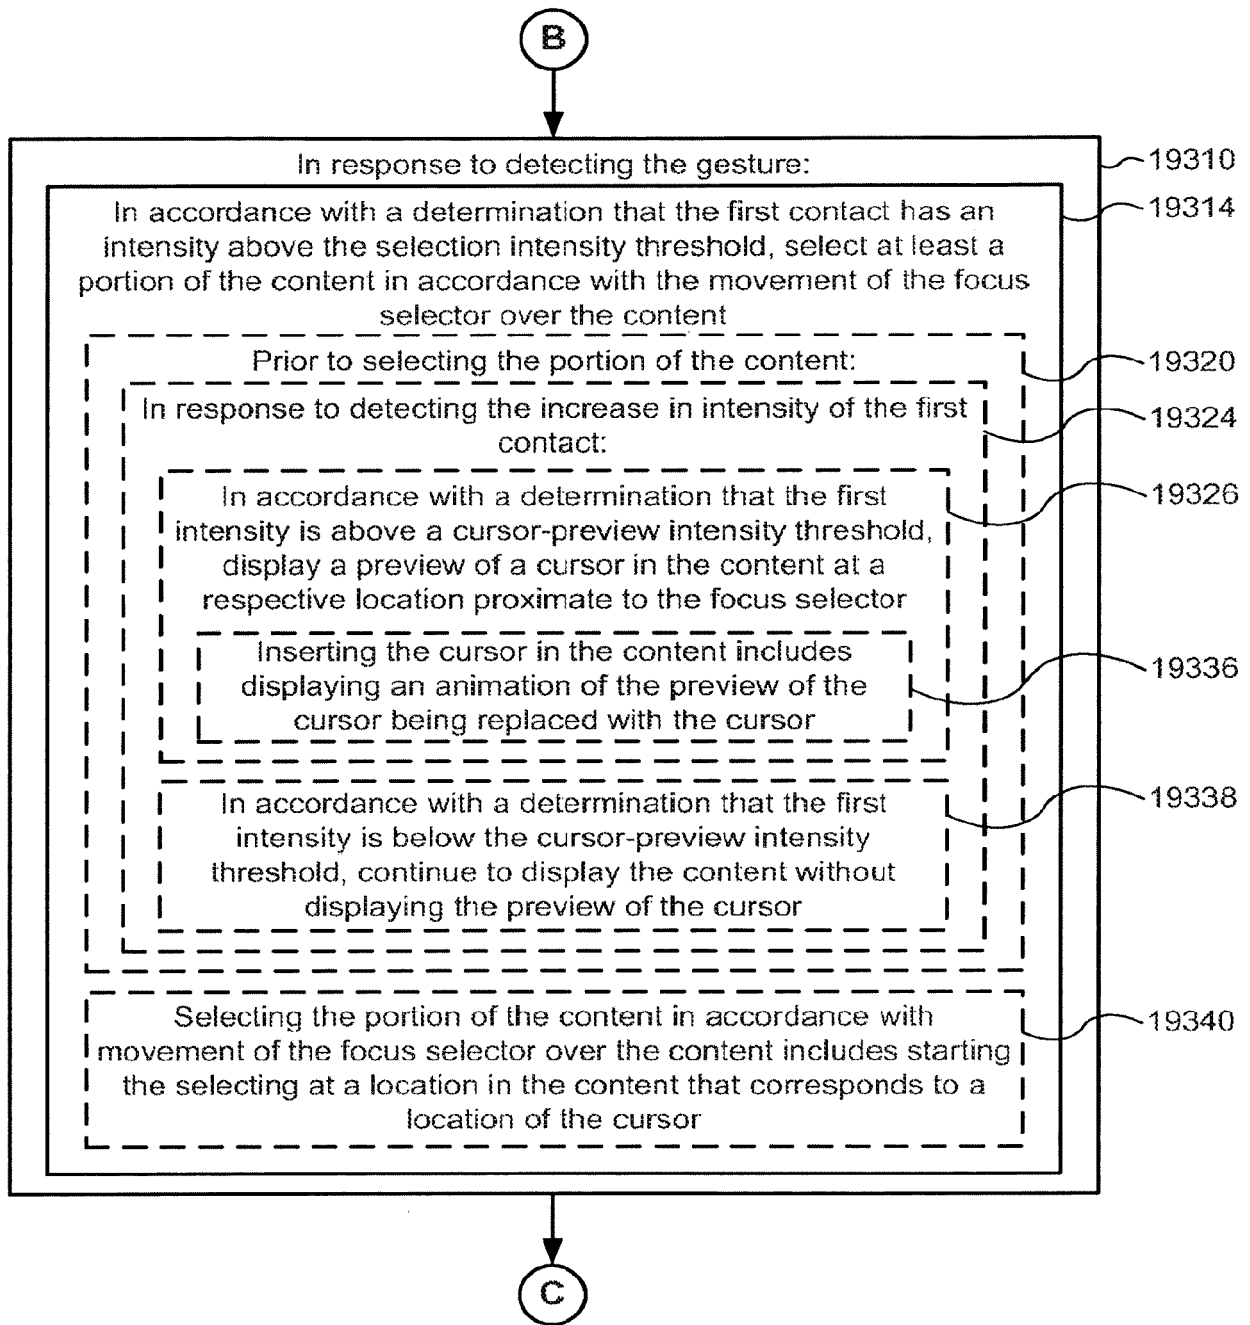 B
In response to detecting the gesture:
19310
In accordance with a determination that the first contact has an
19314
intensity above the selection intensity threshold, select at least a
portion of the content in accordance with the movement of the focus
selector over the content
Prior to selecting the portion of the content:
19320
In response to detecting the increase in intensity of the first
19324
contact:
In accordance with a determination that the first
19326
intensity is above a cursor-preview intensity threshold,
display a preview of a cursor in the content at a
respective location proximate to the focus selector
Inserting the cursor in the content includes
19336
displaying an animation of the preview of the
cursor being replaced with the cursor
In accordance with a determination that the first
19338
intensity is below the cursor-preview intensity
threshold, continue to display the content without
displaying the preview of the cursor
Selecting the portion of the content in accordance with
19340
movement of the focus selector over the content includes starting
the selecting at a location in the content that corresponds to a
location of the cursor
C